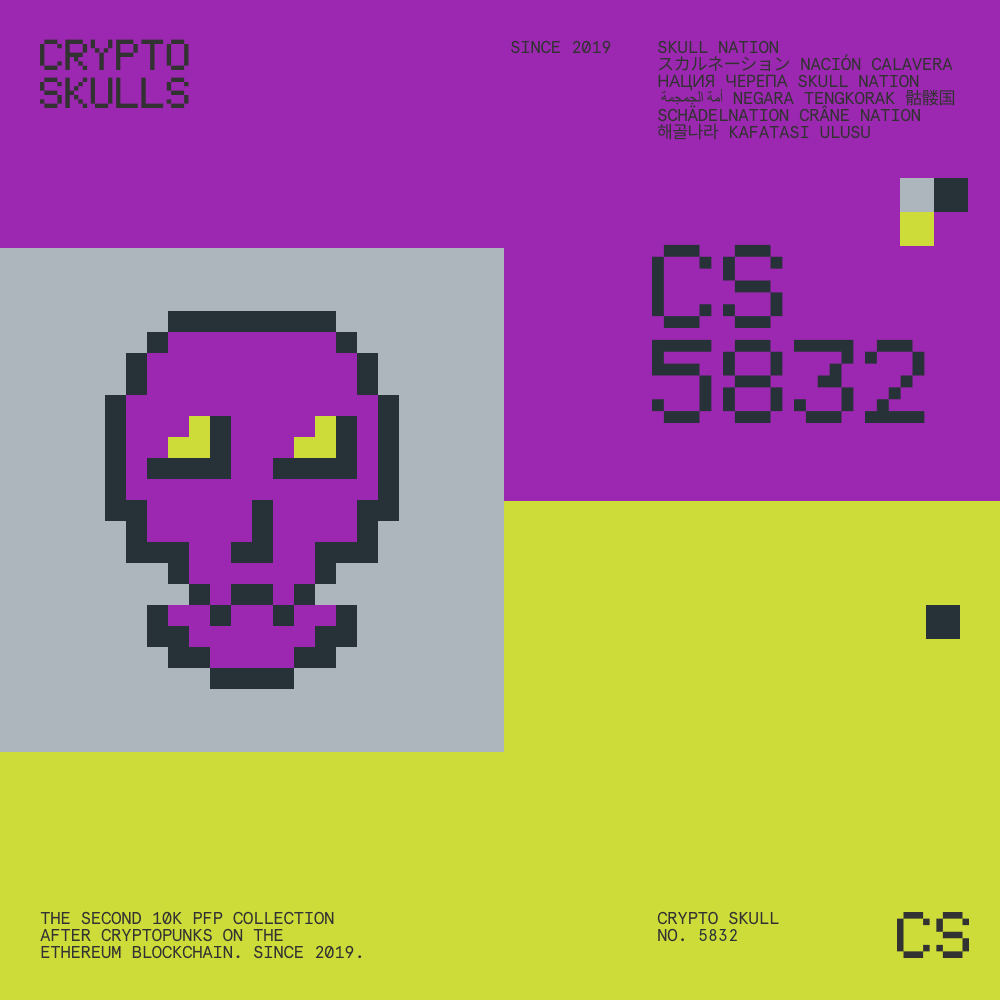 CRYPTO
SKULLS
SINCE 2019
SKULL NATION
スカルネーション NACIÓN CALAVERA
НАЦИЯ ЧЕРЕПА SKULL NATION
أمة الجمجمة NEGARA TENGKORAK 骷髅国
SCHÄDELNATION CRÂNE NATION
해골나라 KAFATASI ULUSU
CS
5832
THE SECOND 10K PFP COLLECTION
AFTER CRYPTOPUNKS ON THE
ETHEREUM BLOCKCHAIN. SINCE 2019.
CRYPTO SKULL
NO. 5832
CS